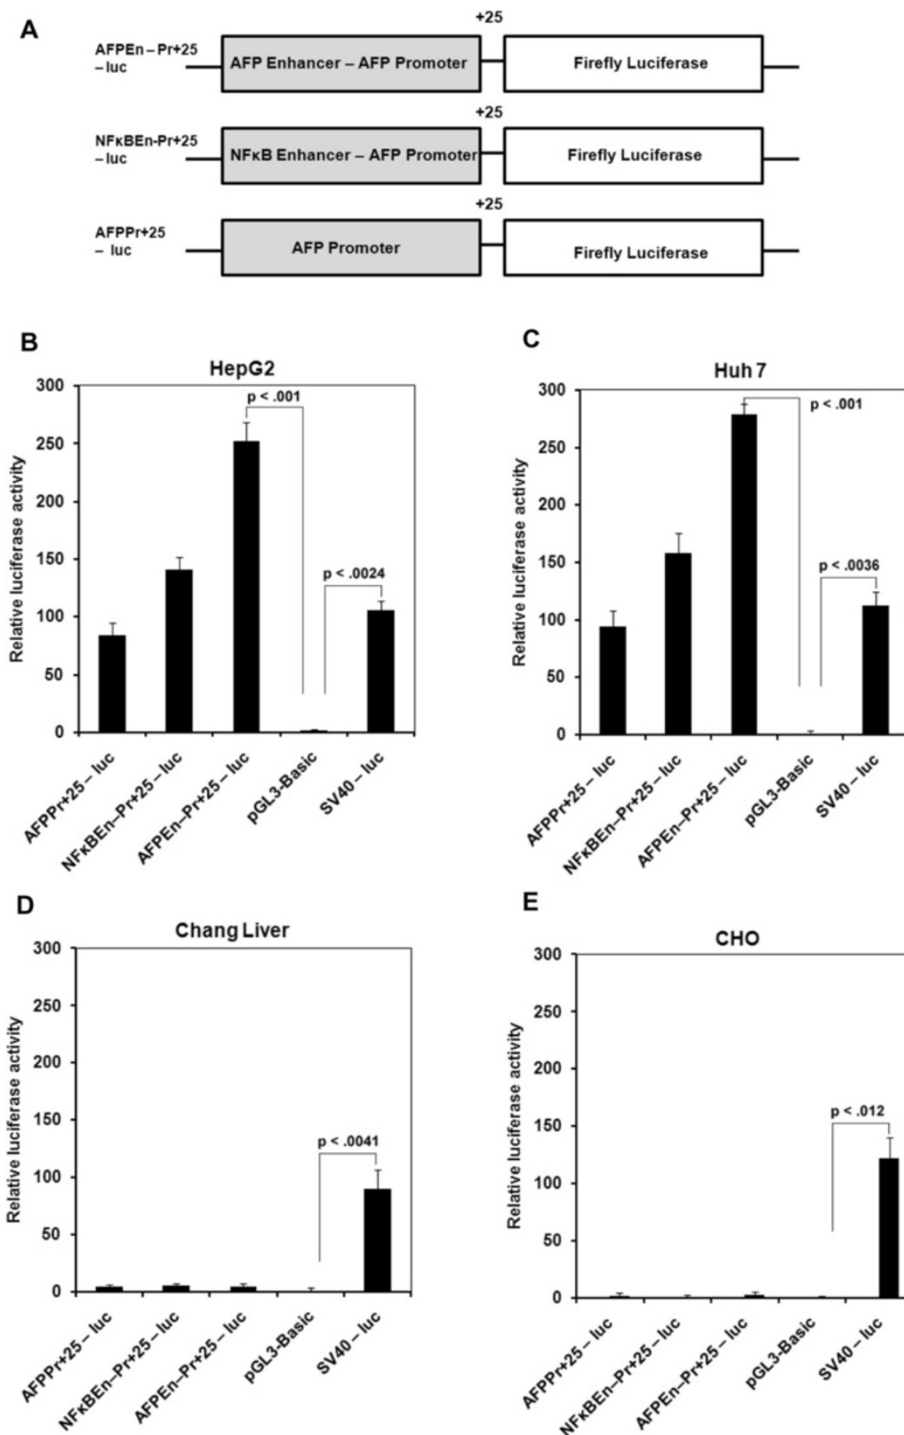 A
+25
AFPEn – Pr+25
– luc
AFP Enhancer – AFP Promoter
Firefly Luciferase
+25
NFκBEn-Pr+25
– luc
NFκB Enhancer – AFP Promoter
Firefly Luciferase
+25
AFPPr+25
– luc
AFP Promoter
Firefly Luciferase
B
HepG2
Relative luciferase activity
300
250
200
150
100
50
0
p < .001
p < .0024
AFPPr+25 – luc
NFκBEn–Pr+25 – luc
AFPEn–Pr+25 – luc
pGL3-Basic
SV40 – luc
C
Huh 7
Relative luciferase activity
300
250
200
150
100
50
0
p < .001
p < .0036
AFPPr+25 – luc
NFκBEn–Pr+25 – luc
AFPEn–Pr+25 – luc
pGL3-Basic
SV40 – luc
D
Chang Liver
Relative luciferase activity
300
250
200
150
100
50
0
p < .0041
AFPPr+25 – luc
NFκBEn–Pr+25 – luc
AFPEn–Pr+25 – luc
pGL3-Basic
SV40 – luc
E
CHO
Relative luciferase activity
300
250
200
150
100
50
0
p < .012
AFPPr+25 – luc
NFκBEn–Pr+25 – luc
AFPEn–Pr+25 – luc
pGL3-Basic
SV40 – luc